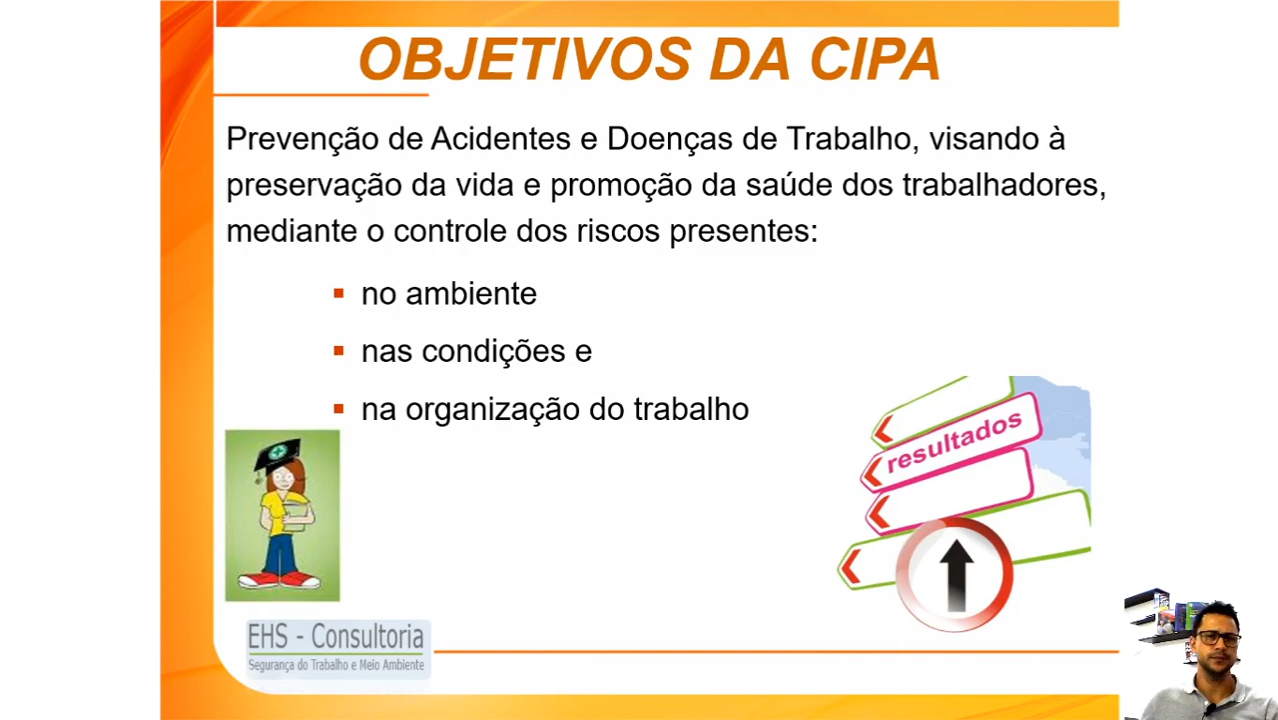 OBJETIVOS DA CIPA
Prevenção de Acidentes e Doenças de Trabalho, visando à
preservação da vida e promoção da saúde dos trabalhadores,
mediante o controle dos riscos presentes:
no ambiente
nas condições e
na organização do trabalho
resultados
EHS - Consultoria
Segurança do Trabalho e Meio Ambiente